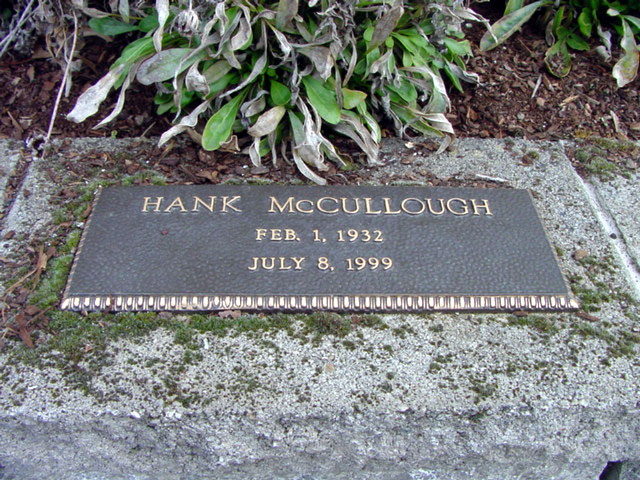 HANK McCULLOUGH
FEB. 1, 1932
JULY 8, 1999